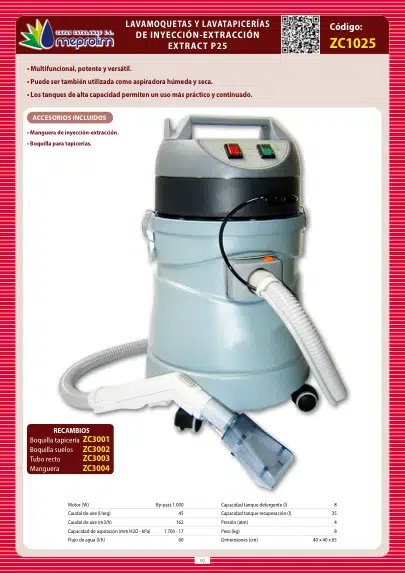 GAYAS CATALANAS S.L.
meprolim
LAVAMOQUETAS Y LAVATAPICERÍAS
DE INYECCIÓN-EXTRACCIÓN
EXTRACT P25
Código:
ZC1025
• Multifuncional, potente y versátil.
• Puede ser también utilizada como aspiradora húmeda y seca.
• Los tanques de alta capacidad permiten un uso más práctico y continuado.
ACCESORIOS INCLUIDOS
• Manguera de inyección-extracción.
• Boquilla para tapicerías.
RECAMBIOS
Boquilla tapicería ZC3001
Boquilla suelos ZC3002
Tubo recto ZC3003
Manguera ZC3004
Motor (W) By-pass 1.000
Caudal de aire (l/seg) 45
Caudal de aire (m3/h) 162
Capacidad de aspiración (mm H2O - kPa) 1.700 - 17
Flujo de agua (l/h) 60
Capacidad tanque detergente (l) 8
Capacidad tanque recuperación (l) 35
Presión (atm) 4
Peso (kg) 8
Dimensiones (cm) 40 x 40 x 65
92